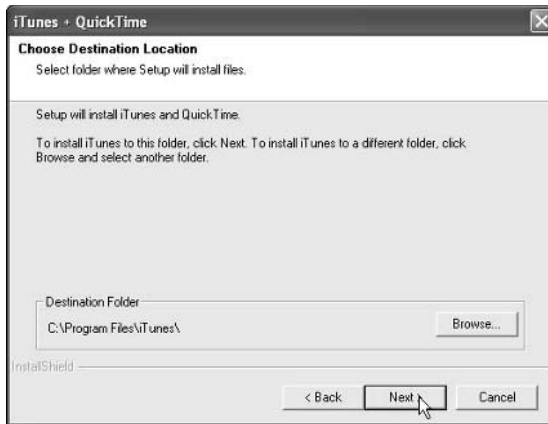 iTunes + QuickTime
Choose Destination Location
Select folder where Setup will install files.
Setup will install iTunes and QuickTime.
To install iTunes to this folder, click Next. To install iTunes to a different folder, click
Browse and select another folder.
Destination Folder
C:\Program Files\iTunes\
Browse...
InstallShield
< Back
Next >
Cancel